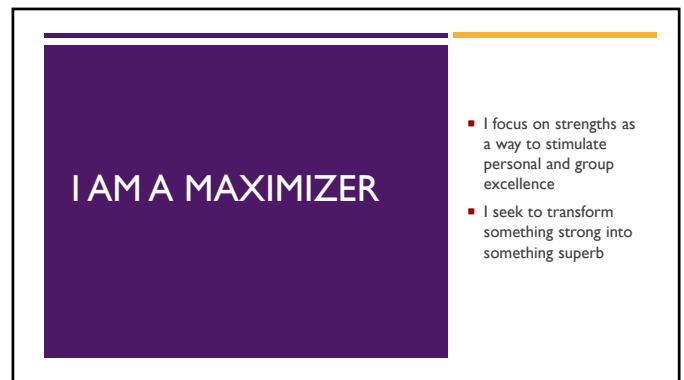 I AM A MAXIMIZER
▪ I focus on strengths as
a way to stimulate
personal and group
excellence
▪ I seek to transform
something strong into
something superb